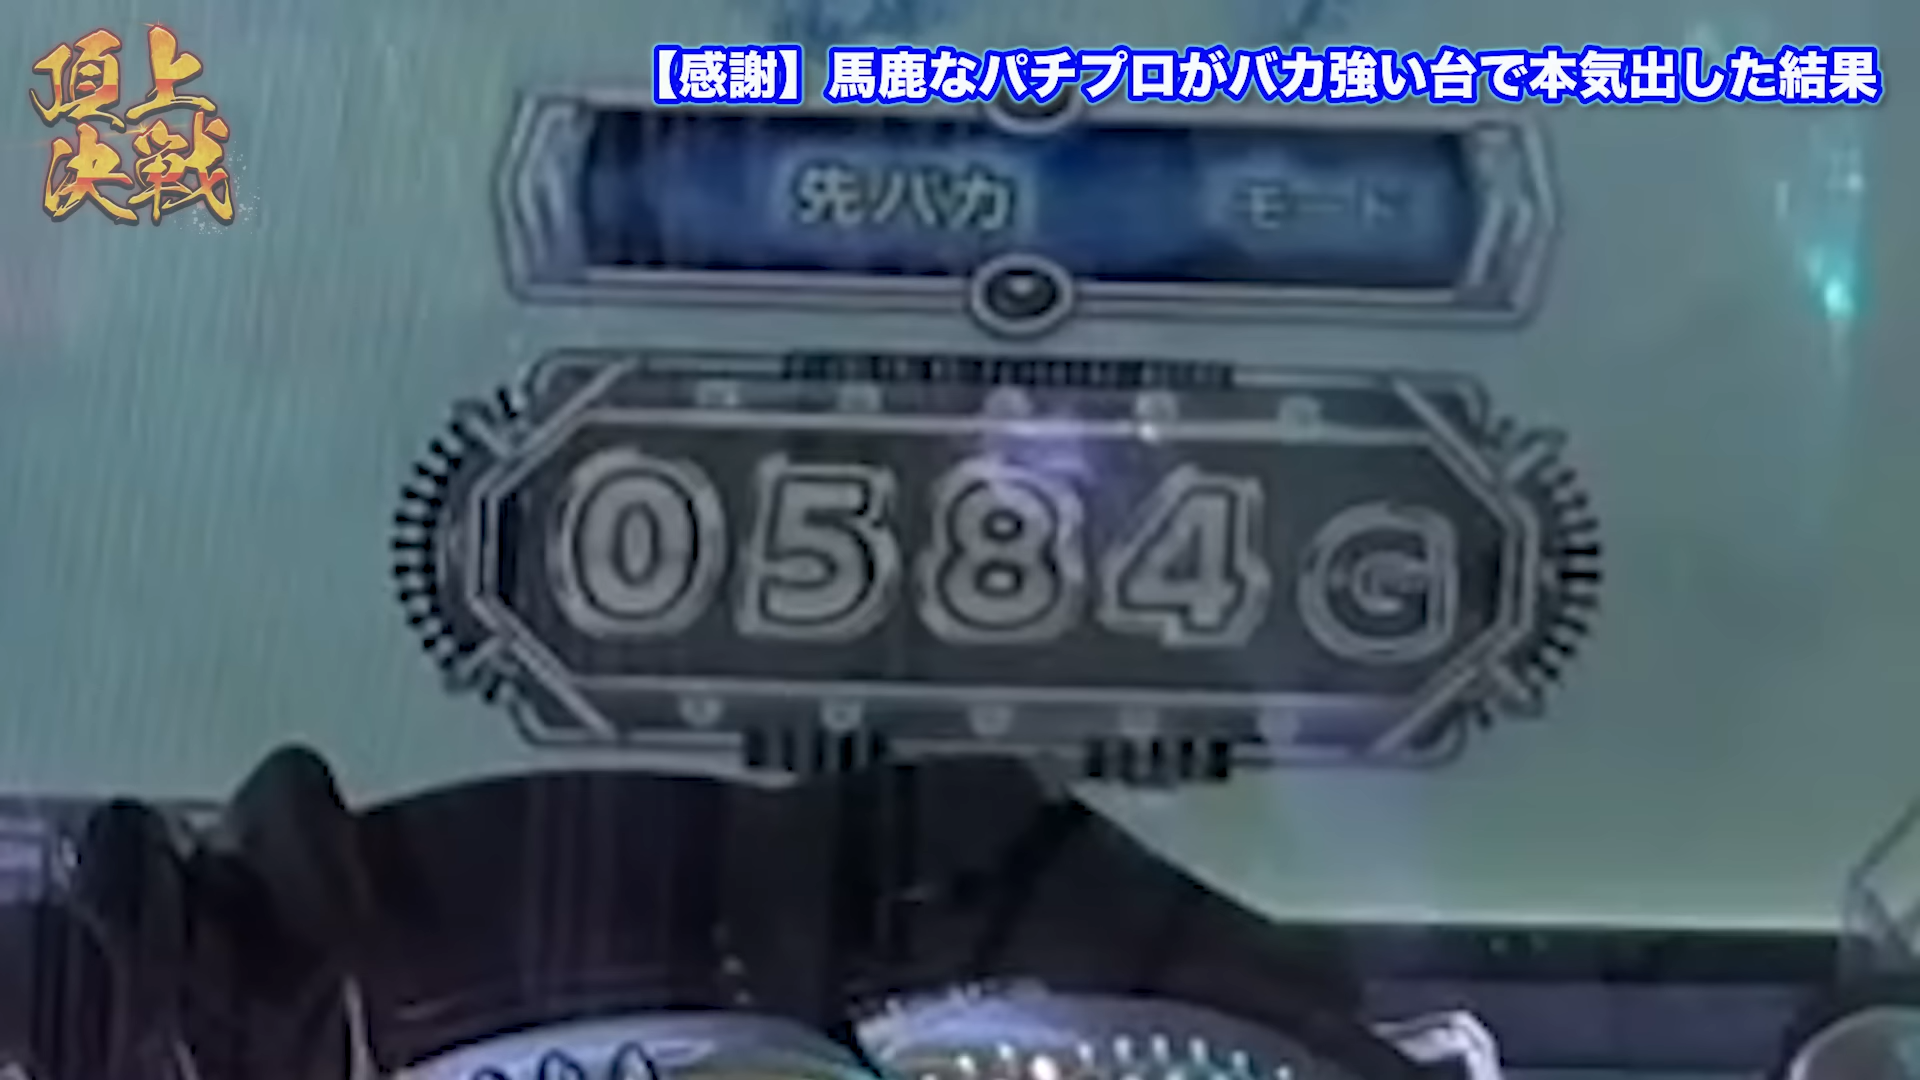 頂上
決戦
【感謝】馬鹿なパチプロがバカ強い台で本気出した結果
先バカ モード
0584G